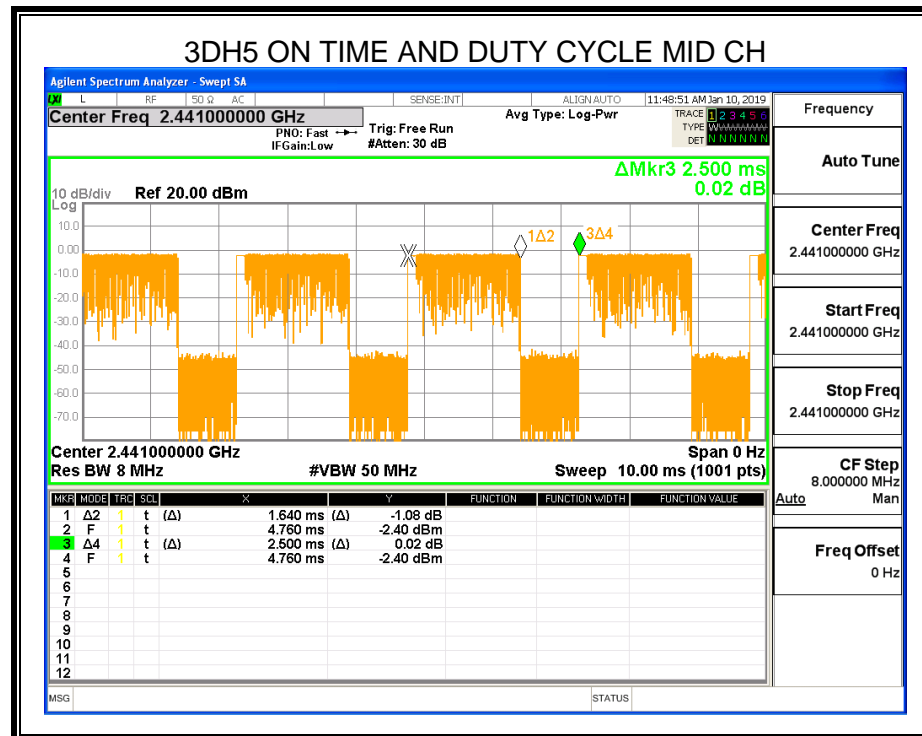 3DH5 ON TIME AND DUTY CYCLE MID CH
Agilent Spectrum Analyzer - Swept SA
LXI L RF 50 Ω AC SENSE:INT ALIGN AUTO 11:48:51 AM Jan 10, 2019
Center Freq 2.441000000 GHz
PNO: Fast
IFGain:Low
Trig: Free Run
#Atten: 30 dB
Avg Type: Log-Pwr
TRACE 1 2 3 4 5 6
TYPE W
DET N N N N N N
Frequency
ΔMkr3 2.500 ms
0.02 dB
10 dB/div Ref 20.00 dBm
Log
10.0
0.00
-10.0
-20.0
-30.0
-40.0
-50.0
-60.0
-70.0
1Δ2
3Δ4
Center 2.441000000 GHz Span 0 Hz
Res BW 8 MHz #VBW 50 MHz Sweep 10.00 ms (1001 pts)
MKR MODE TRC SCL X Y FUNCTION FUNCTION WIDTH FUNCTION VALUE
1 Δ2 1 t (Δ) 1.640 ms (Δ) -1.08 dB
2 F 1 t 4.760 ms -2.40 dBm
3 Δ4 1 t (Δ) 2.500 ms (Δ) 0.02 dB
4 F 1 t 4.760 ms -2.40 dBm
5
6
7
8
9
10
11
12
Auto Tune
Center Freq
2.441000000 GHz
Start Freq
2.441000000 GHz
Stop Freq
2.441000000 GHz
CF Step
8.000000 MHz
Auto Man
Freq Offset
0 Hz
MSG STATUS